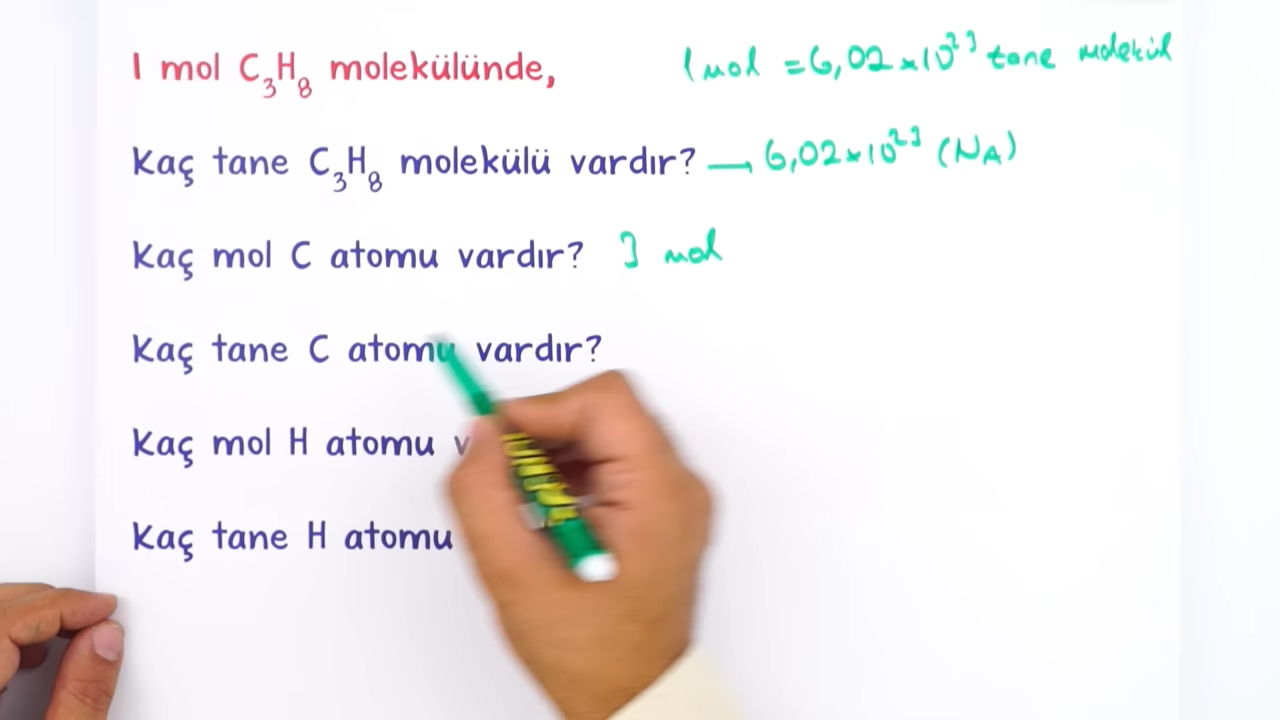 1 mol C₃H₈ molekülünde, 1 mol = 6,02×10²³ tane molekül
Kaç tane C₃H₈ molekülü vardır? — 6,02×10²³ (NA)
Kaç mol C atomu vardır? 3 mol
Kaç tane C atomu vardır?
Kaç mol H atomu
Kaç tane H atomu